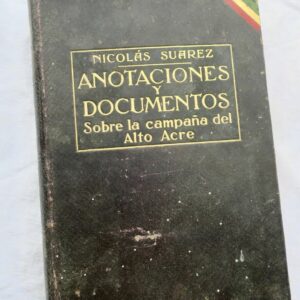 NICOLÁS SUAREZ
ANOTACIONES
Y
DOCUMENTOS
Sobre la campaña del
Alto Acre